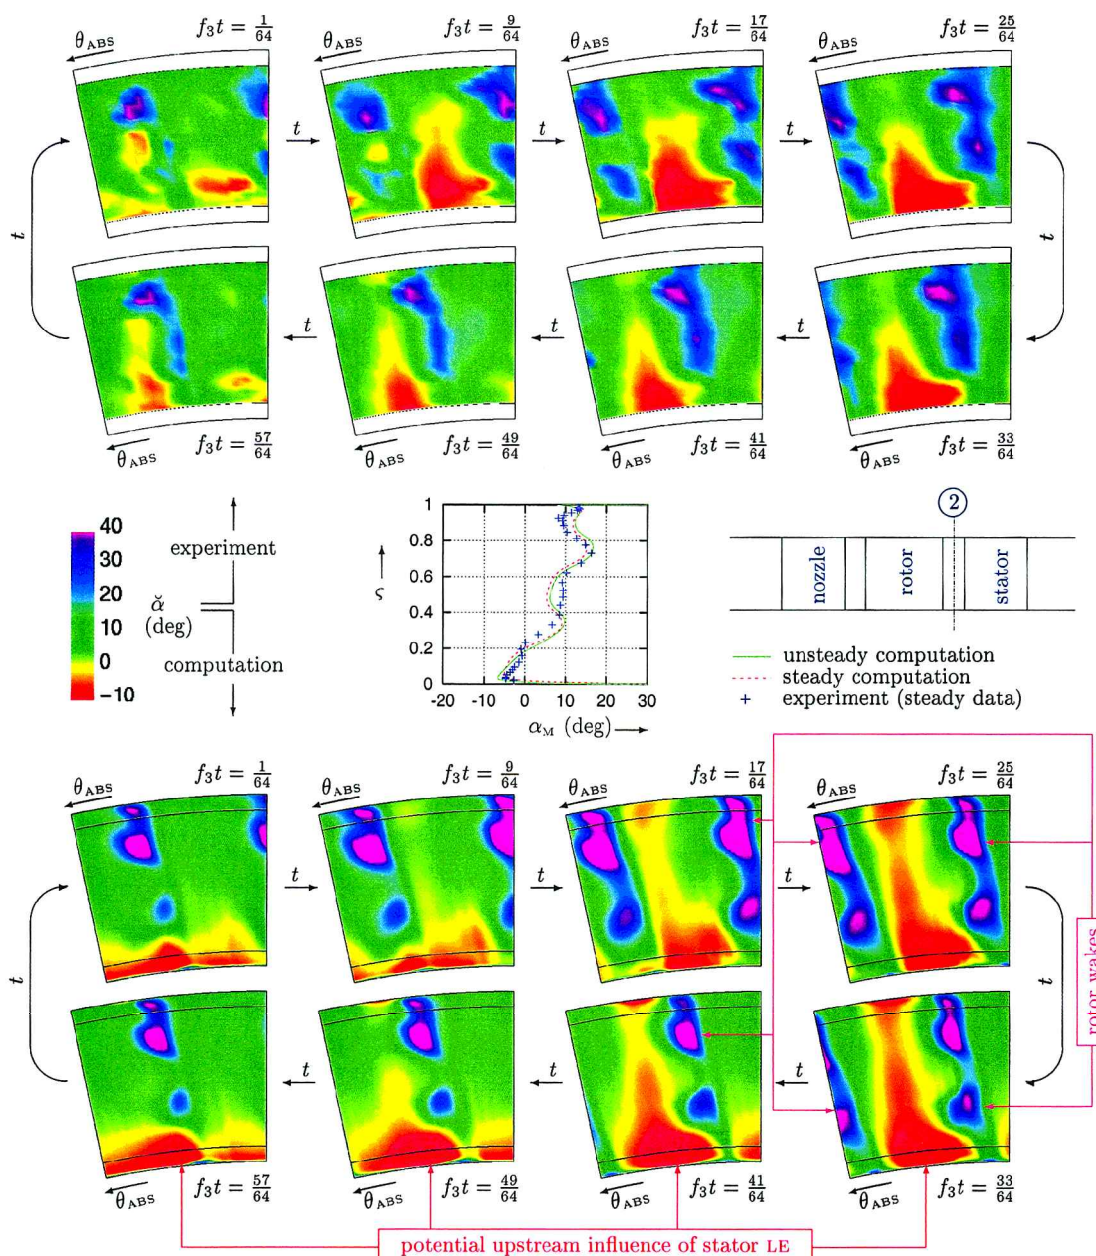 θABS f₃t = 1/64
θABS f₃t = 9/64
θABS f₃t = 17/64
θABS f₃t = 25/64
t
t
t
t
t
t
t
t
θABS f₃t = 57/64
θABS f₃t = 49/64
θABS f₃t = 41/64
θABS f₃t = 33/64
40
30
20
10
0
−10
ᾰ
(deg)
experiment
computation
ς
1
0.8
0.6
0.4
0.2
0
-20 -10 0 10 20 30
αM (deg)
2
nozzle
rotor
stator
unsteady computation
steady computation
experiment (steady data)
θABS f₃t = 1/64
θABS f₃t = 9/64
θABS f₃t = 17/64
θABS f₃t = 25/64
t
t
t
t
t
t
t
t
rotor wakes
θABS f₃t = 57/64
θABS f₃t = 49/64
θABS f₃t = 41/64
θABS f₃t = 33/64
potential upstream influence of stator LE